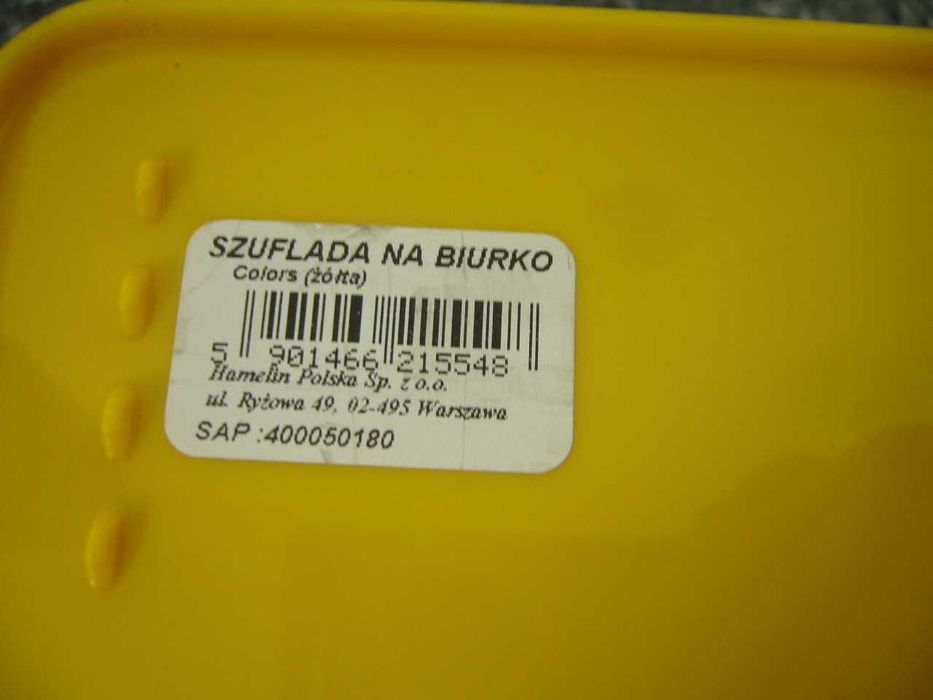 SZUFLADA NA BIURKO
Colors (żółta)
5 901466 215548
Hamelin Polska Sp. z o.o.
ul. Ryżowa 49, 02-495 Warszawa
SAP :400050180